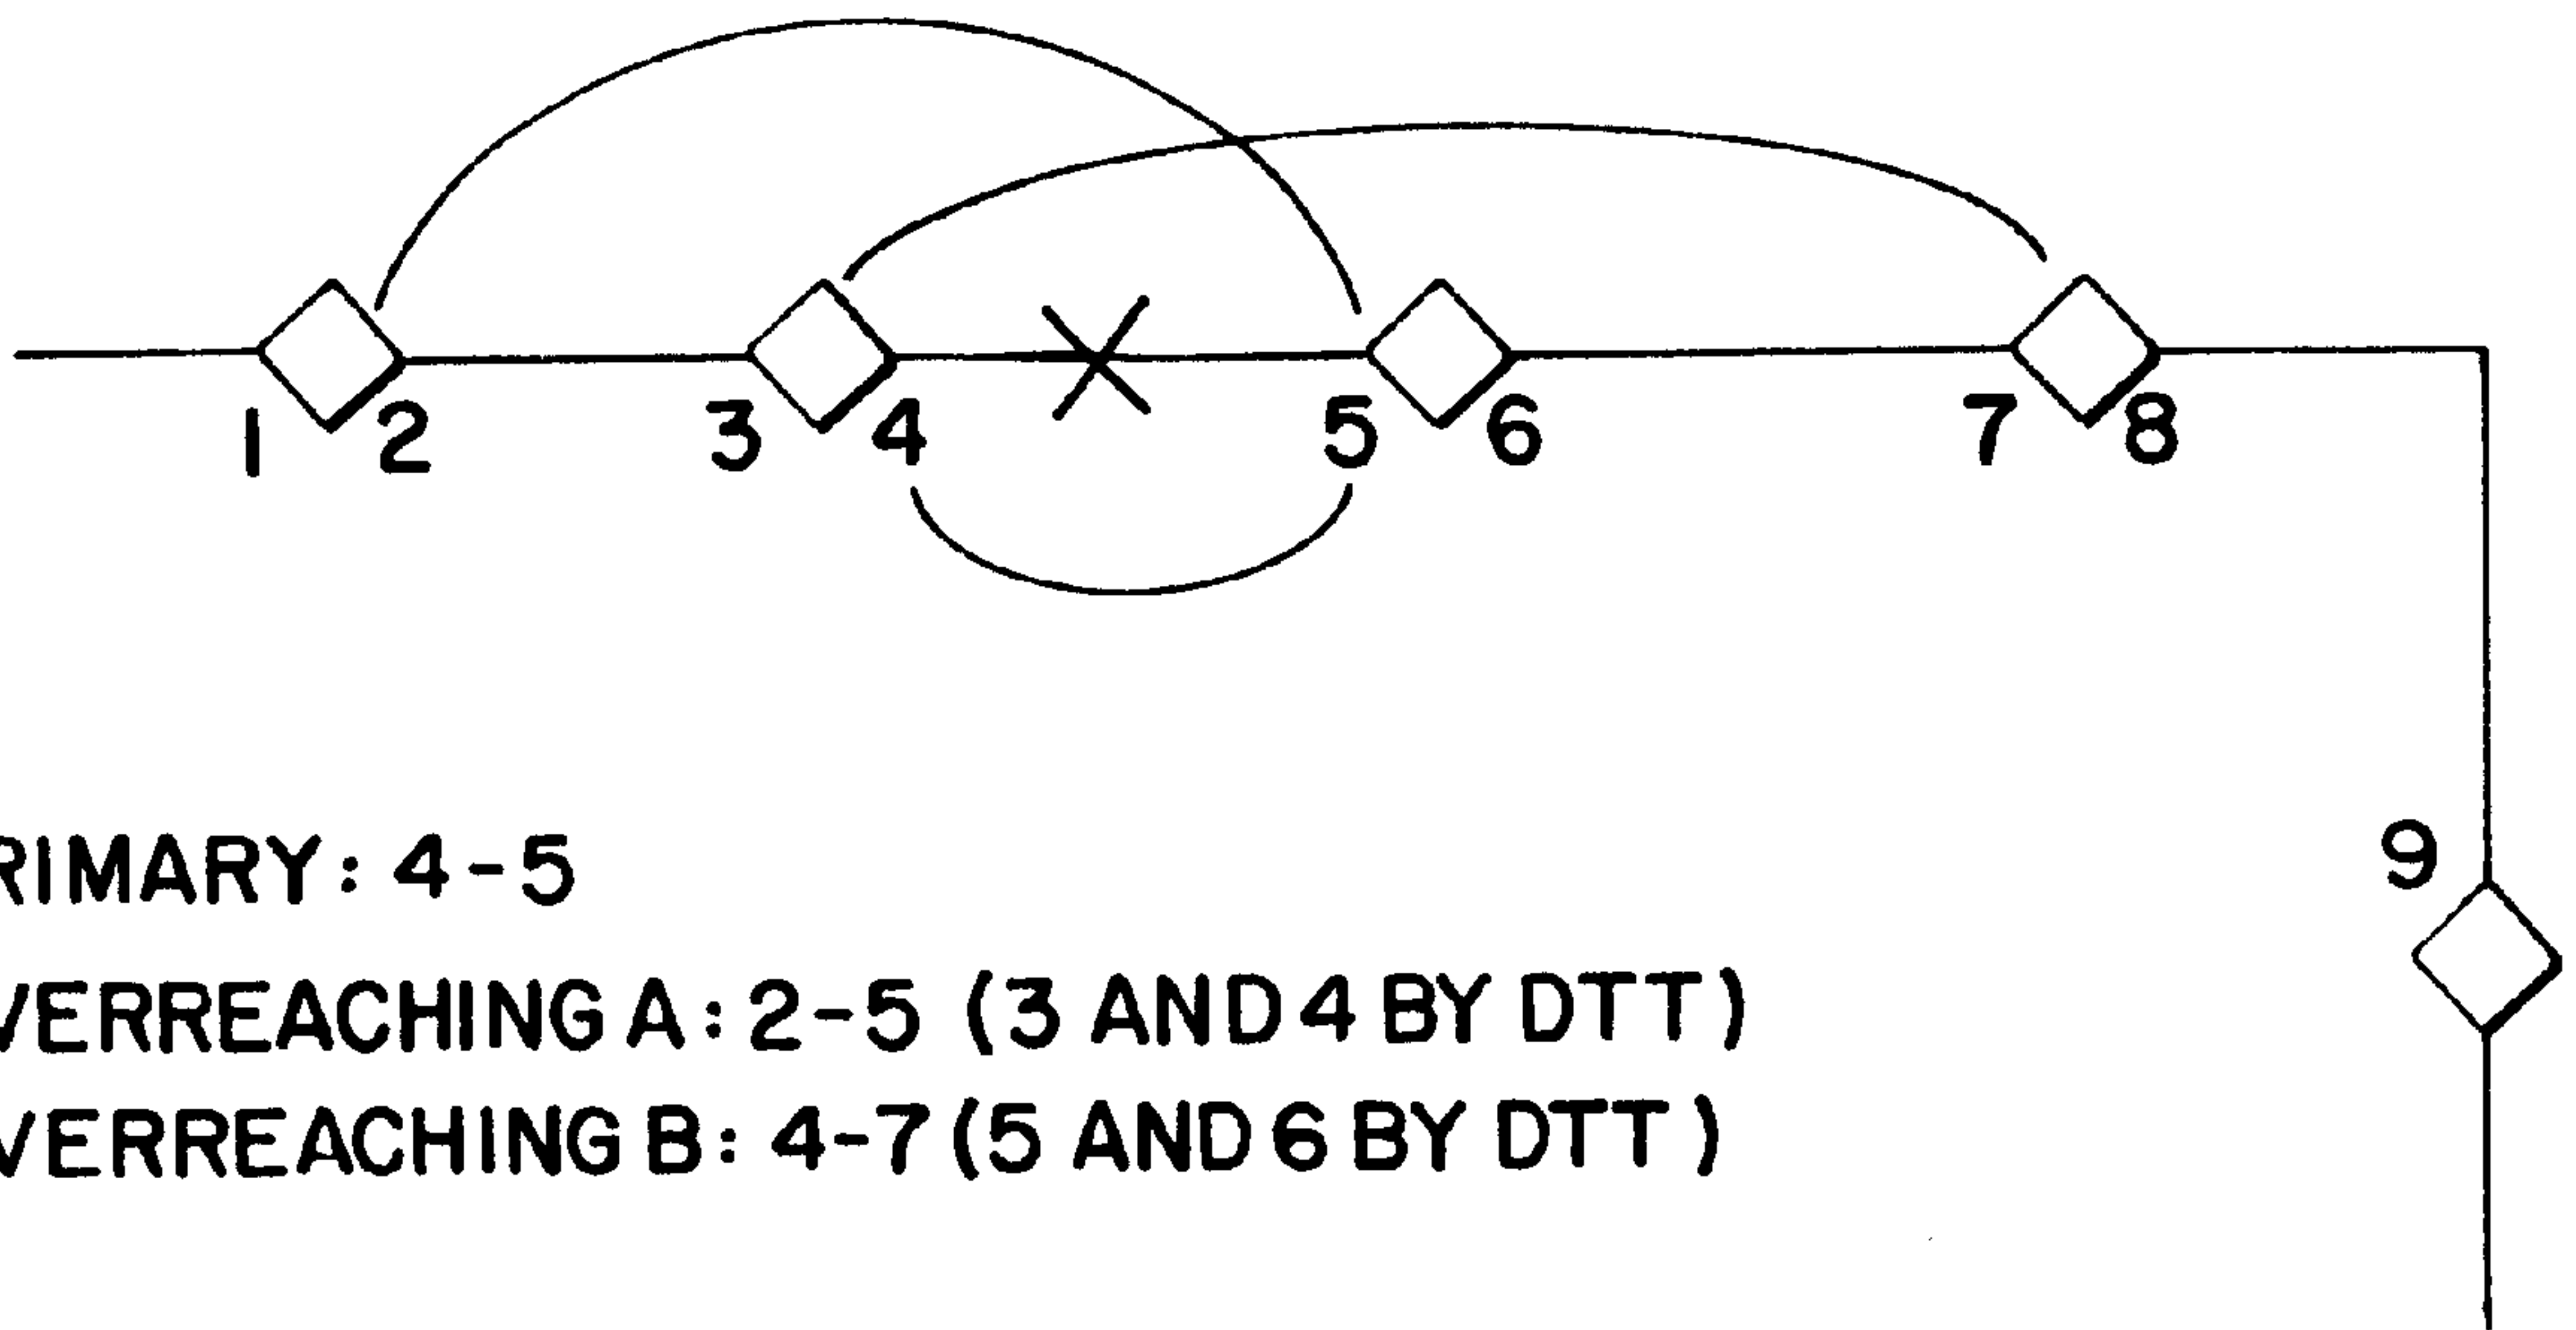 1 2 3 4 5 6 7 8
9
RIMARY: 4-5
VERREACHING A: 2-5 (3 AND 4 BY DTT)
VERREACHING B: 4-7 (5 AND 6 BY DTT)